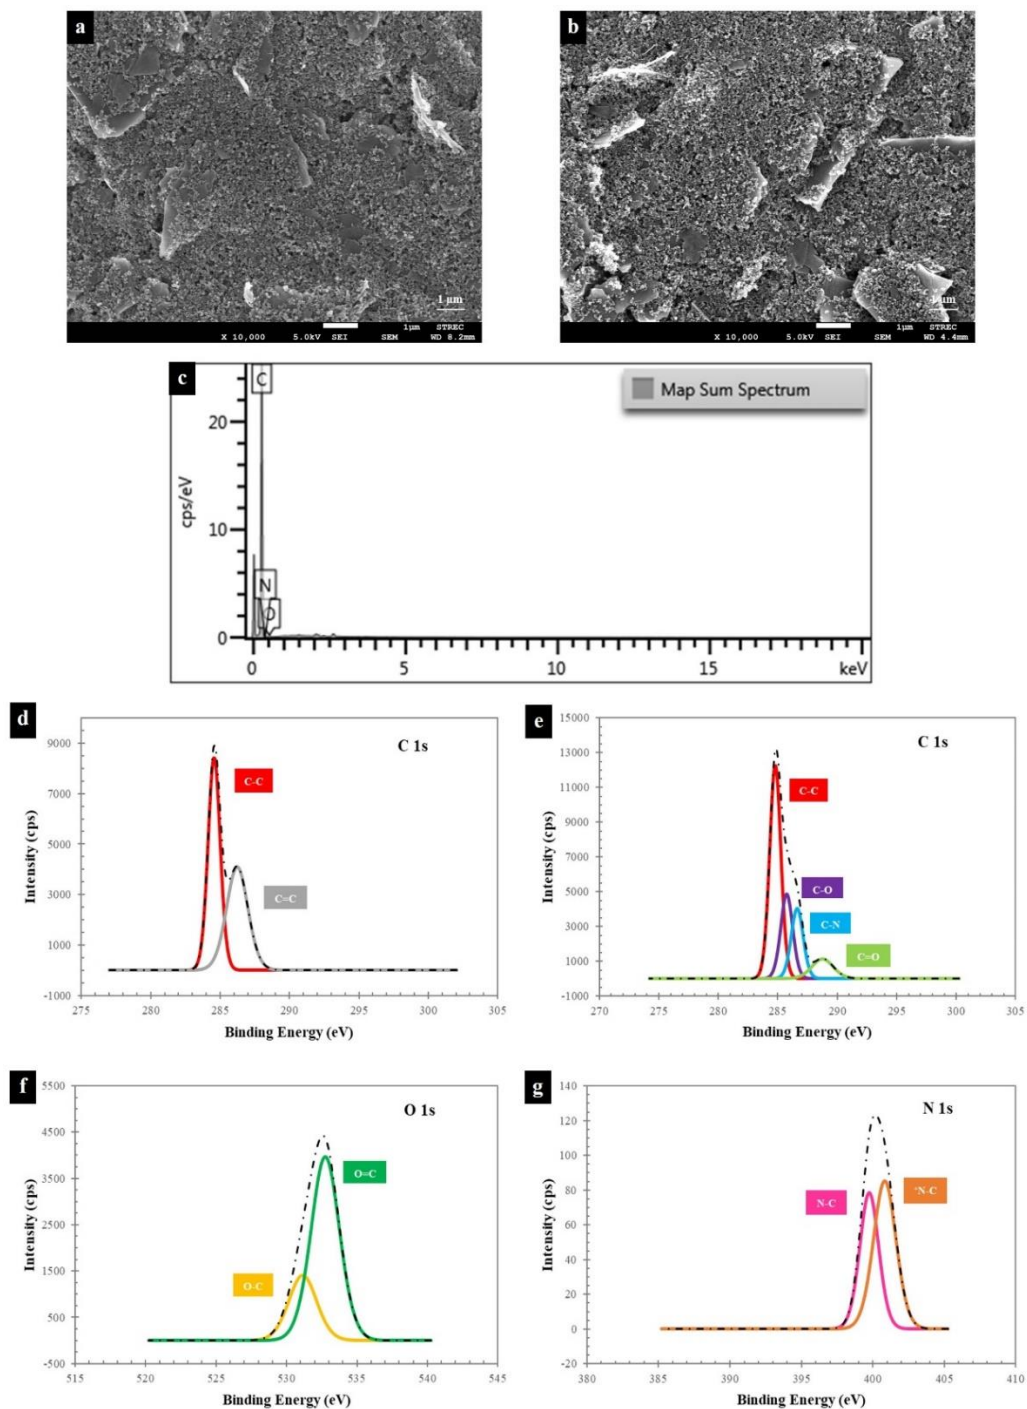 a
1 µm
1µm STREC
X 10,000 5.0kV SEI SEM WD 8.2mm
b
1 µm
1µm STREC
X 10,000 5.0kV SEI SEM WD 4.4mm
c
Map Sum Spectrum
C
N
O
cps/eV
20
10
0
0 5 10 15 keV
d
C 1s
C-C
C=C
Intensity (cps)
9000
7000
5000
3000
1000
-1000
275 280 285 290 295 300 305
Binding Energy (eV)
e
C 1s
C-C
C-O
C-N
C=O
Intensity (cps)
15000
13000
11000
9000
7000
5000
3000
1000
-1000
270 275 280 285 290 295 300 305
Binding Energy (eV)
f
O 1s
O=C
O-C
Intensity (cps)
5500
4500
3500
2500
1500
500
-500
515 520 525 530 535 540 545
Binding Energy (eV)
g
N 1s
N-C
⁺N-C
Intensity (cps)
140
120
100
80
60
40
20
0
-20
380 385 390 395 400 405 410
Binding Energy (eV)